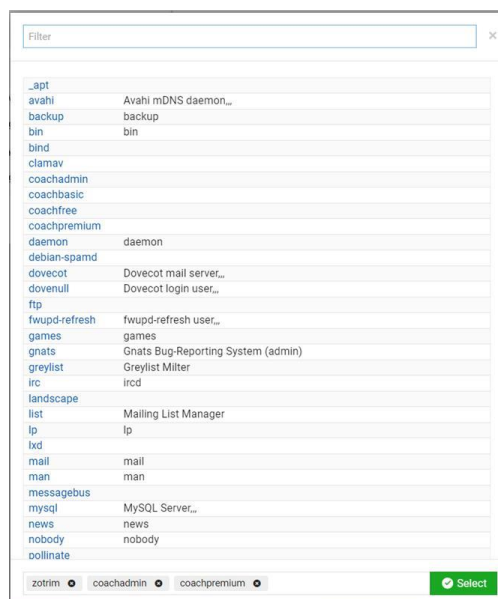 Filter
_apt
avahi Avahi mDNS daemon,,,
backup backup
bin bin
bind
clamav
coachadmin
coachbasic
coachfree
coachpremium
daemon daemon
debian-spamd
dovecot Dovecot mail server,,,
dovenull Dovecot login user,,,
ftp
fwupd-refresh fwupd-refresh user,,,
games games
gnats Gnats Bug-Reporting System (admin)
greylist Greylist Milter
irc ircd
landscape
list Mailing List Manager
lp lp
lxd
mail mail
man man
messagebus
mysql MySQL Server,,,
news news
nobody nobody
pollinate
zotrim coachadmin coachpremium Select